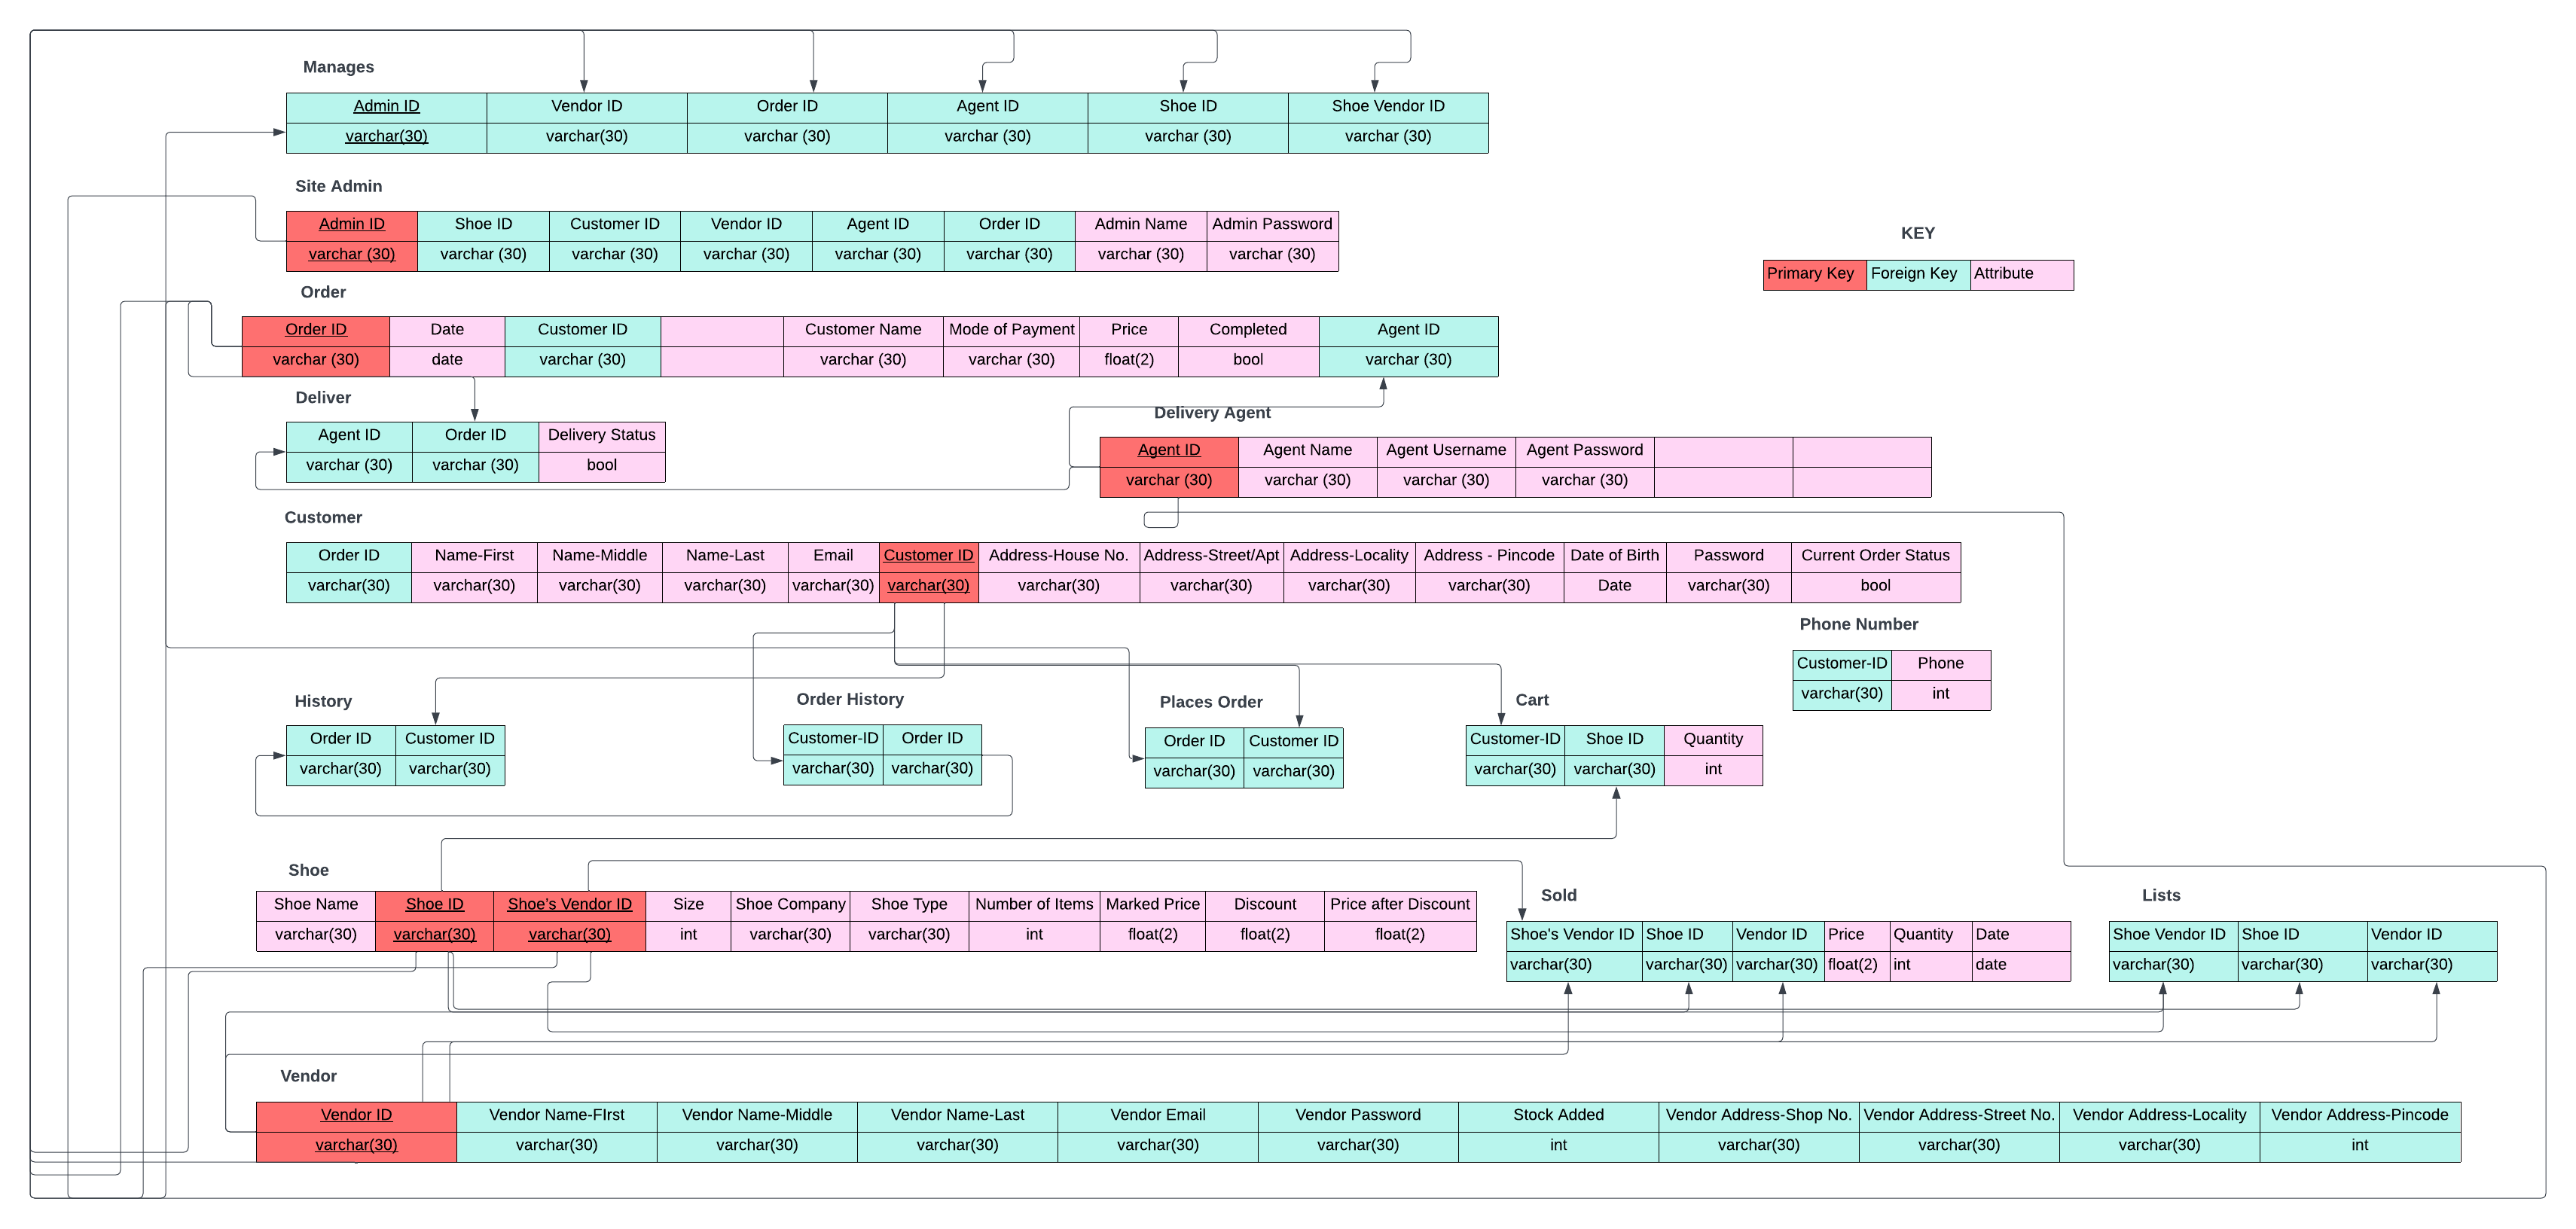 Manages
Admin ID Vendor ID Order ID Agent ID Shoe ID Shoe Vendor ID
varchar(30) varchar(30) varchar (30) varchar (30) varchar (30) varchar (30)
Site Admin
Admin ID Shoe ID Customer ID Vendor ID Agent ID Order ID Admin Name Admin Password
varchar (30) varchar (30) varchar (30) varchar (30) varchar (30) varchar (30) varchar (30) varchar (30)
KEY
Primary Key Foreign Key Attribute
Order
Order ID Date Customer ID Customer Name Mode of Payment Price Completed Agent ID
varchar (30) date varchar (30) varchar (30) varchar (30) float(2) bool varchar (30)
Deliver
Agent ID Order ID Delivery Status
varchar (30) varchar (30) bool
Delivery Agent
Agent ID Agent Name Agent Username Agent Password
varchar (30) varchar (30) varchar (30) varchar (30)
Customer
Order ID Name-First Name-Middle Name-Last Email Customer ID Address-House No. Address-Street/Apt Address-Locality Address - Pincode Date of Birth Password Current Order Status
varchar(30) varchar(30) varchar(30) varchar(30) varchar(30) varchar(30) varchar(30) varchar(30) varchar(30) varchar(30) Date varchar(30) bool
Phone Number
Customer-ID Phone
varchar(30) int
History
Order ID Customer ID
varchar(30) varchar(30)
Order History
Customer-ID Order ID
varchar(30) varchar(30)
Places Order
Order ID Customer ID
varchar(30) varchar(30)
Cart
Customer-ID Shoe ID Quantity
varchar(30) varchar(30) int
Shoe
Shoe Name Shoe ID Shoe's Vendor ID Size Shoe Company Shoe Type Number of Items Marked Price Discount Price after Discount
varchar(30) varchar(30) varchar(30) int varchar(30) varchar(30) int float(2) float(2) float(2)
Sold
Shoe's Vendor ID Shoe ID Vendor ID Price Quantity Date
varchar(30) varchar(30) varchar(30) float(2) int date
Lists
Shoe Vendor ID Shoe ID Vendor ID
varchar(30) varchar(30) varchar(30)
Vendor
Vendor ID Vendor Name-FIrst Vendor Name-Middle Vendor Name-Last Vendor Email Vendor Password Stock Added Vendor Address-Shop No. Vendor Address-Street No. Vendor Address-Locality Vendor Address-Pincode
varchar(30) varchar(30) varchar(30) varchar(30) varchar(30) varchar(30) int varchar(30) varchar(30) varchar(30) int